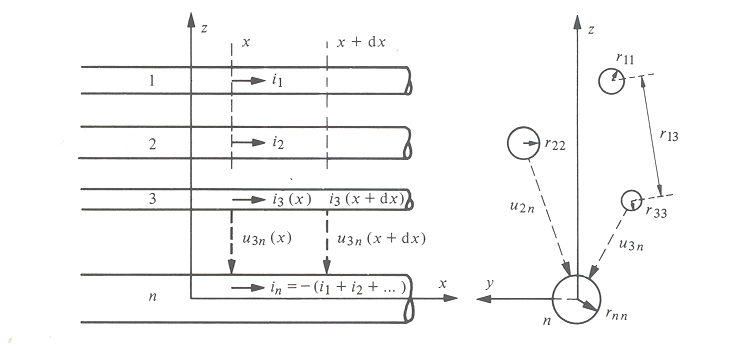 z
x
x + dx
1
i₁
2
i₂
3
i₃ (x)
i₃ (x + dx)
u₃ₙ (x)
u₃ₙ (x + dx)
n
iₙ = −(i₁ + i₂ + ... )
x
z
r₁₁
r₁₃
r₂₂
r₃₃
u₂ₙ
u₃ₙ
y
n
rₙₙ